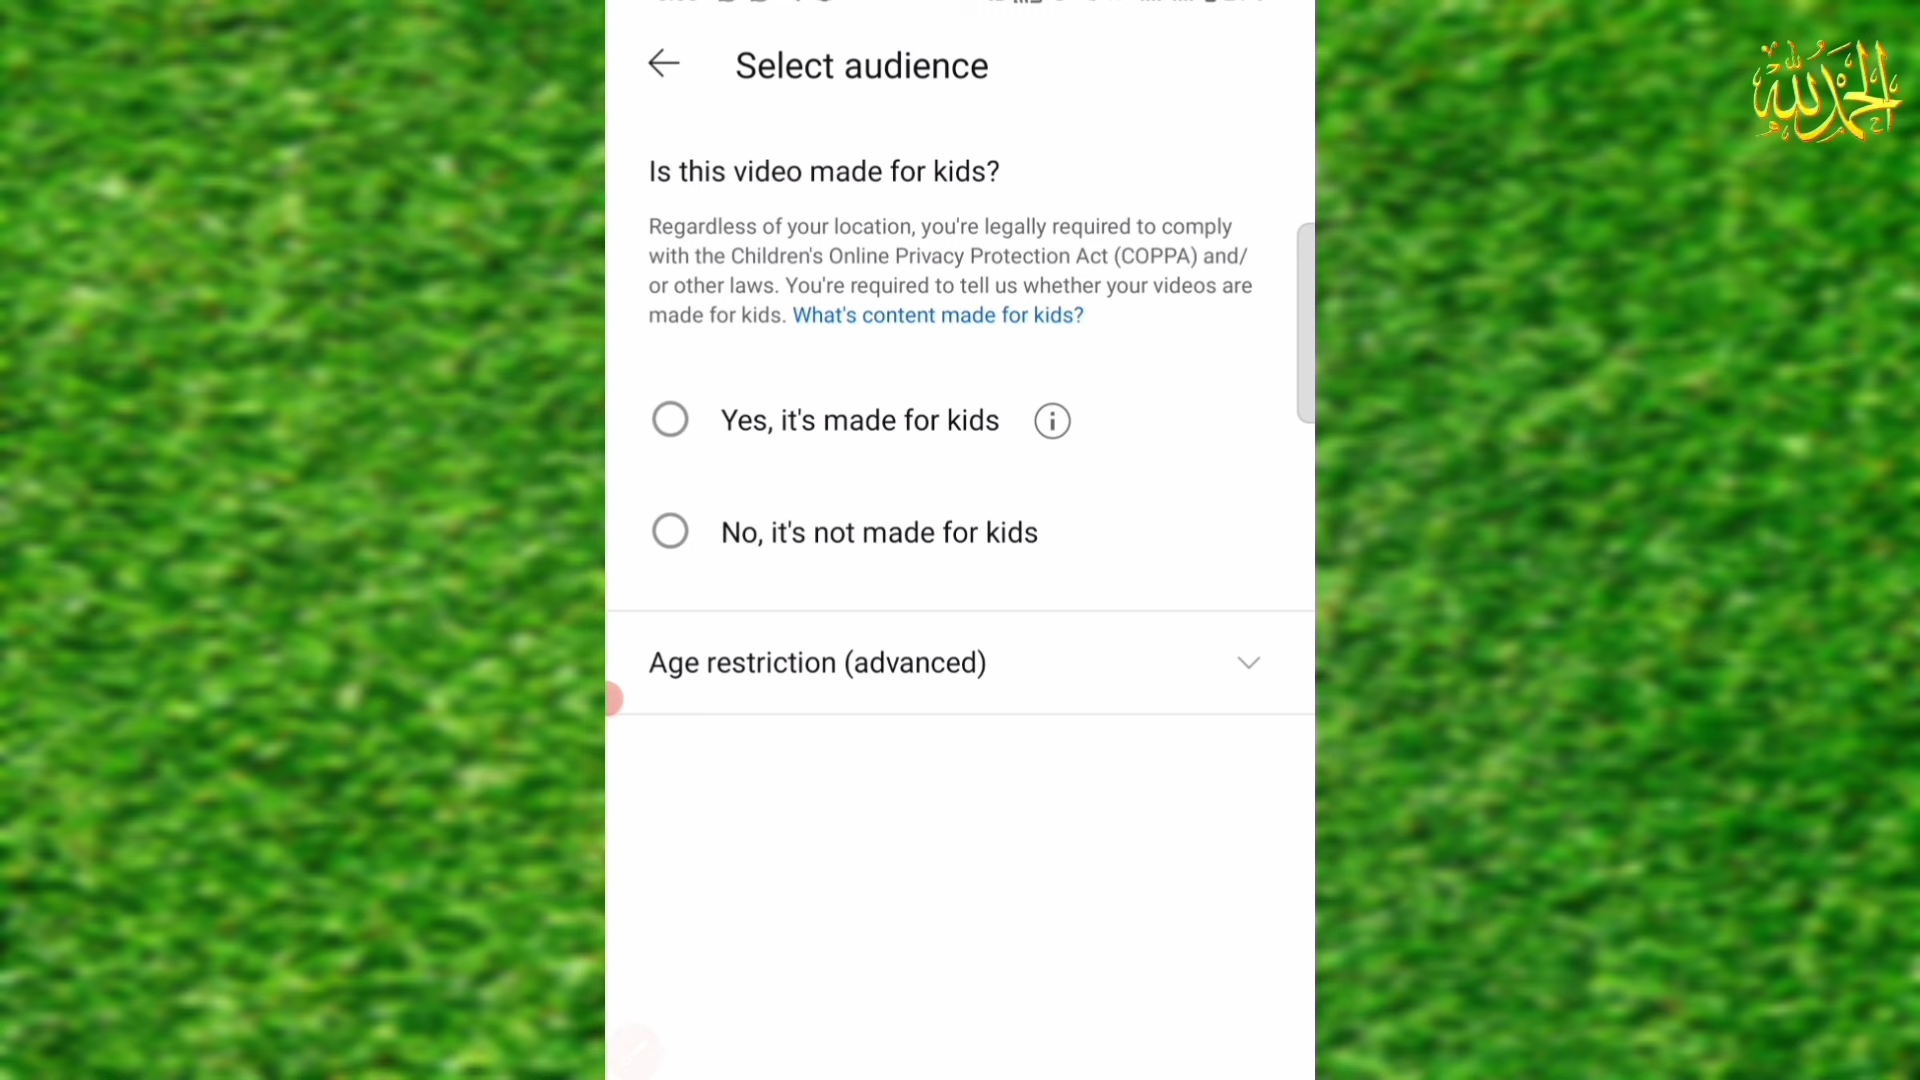 Select audience
الحمد لله
Is this video made for kids?
Regardless of your location, you're legally required to comply
with the Children's Online Privacy Protection Act (COPPA) and/
or other laws. You're required to tell us whether your videos are
made for kids. What's content made for kids?
Yes, it's made for kids
No, it's not made for kids
Age restriction (advanced)